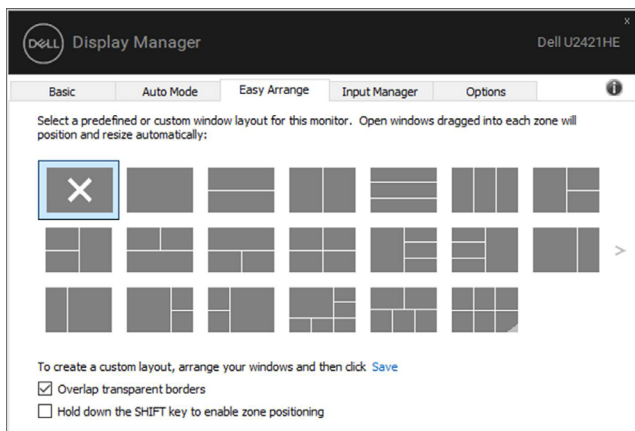 x
DELL Display Manager Dell U2421HE
Basic Auto Mode Easy Arrange Input Manager Options i
Select a predefined or custom window layout for this monitor. Open windows dragged into each zone will
position and resize automatically:
>
To create a custom layout, arrange your windows and then click Save
Overlap transparent borders
Hold down the SHIFT key to enable zone positioning